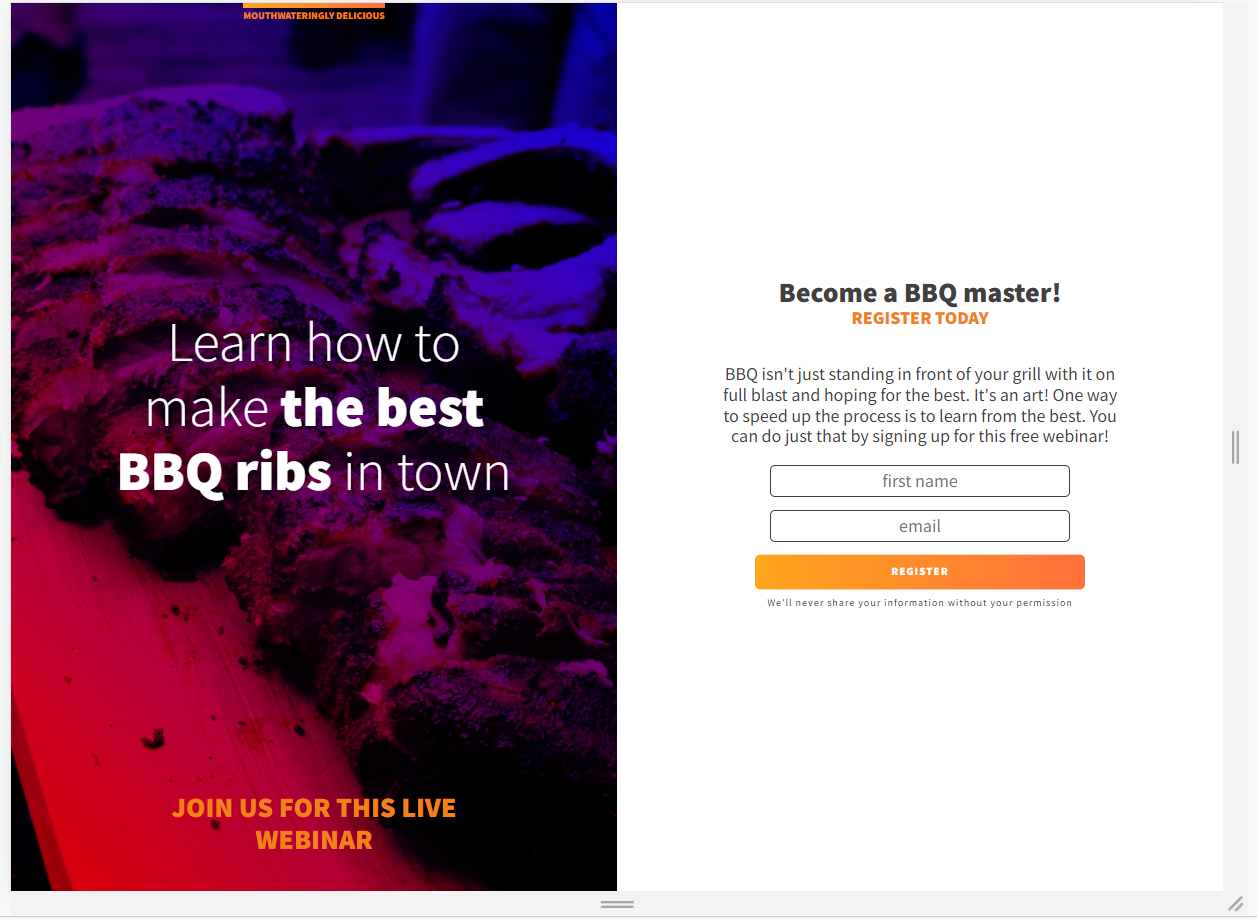 MOUTHWATERINGLY DELICIOUS
Learn how to
make the best
BBQ ribs in town
JOIN US FOR THIS LIVE
WEBINAR
Become a BBQ master!
REGISTER TODAY
BBQ isn't just standing in front of your grill with it on
full blast and hoping for the best. It's an art! One way
to speed up the process is to learn from the best. You
can do just that by signing up for this free webinar!
first name
email
REGISTER
We'll never share your information without your permission